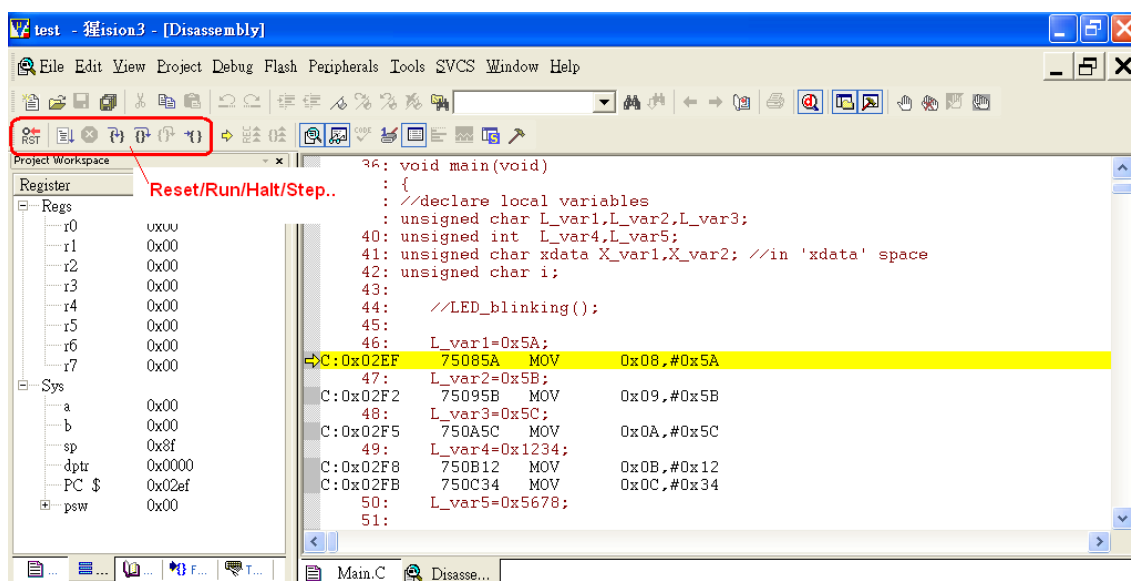 test - 猩ision3 - [Disassembly]
File Edit View Project Debug Flash Peripherals Tools SVCS Window Help
RST
CODE
Project Workspace
Register
Reset/Run/Halt/Step..
Regs
r0 0x00
r1 0x00
r2 0x00
r3 0x00
r4 0x00
r5 0x00
r6 0x00
r7 0x00
Sys
a 0x00
b 0x00
sp 0x8f
dptr 0x0000
PC $ 0x02ef
psw 0x00
36: void main(void)
: {
: //declare local variables
: unsigned char L_var1,L_var2,L_var3;
40: unsigned int  L_var4,L_var5;
41: unsigned char xdata X_var1,X_var2; //in 'xdata' space
42: unsigned char i;
43:
44: //LED_blinking();
45:
46: L_var1=0x5A;
C:0x02EF 75085A MOV 0x08,#0x5A
47: L_var2=0x5B;
C:0x02F2 75095B MOV 0x09,#0x5B
48: L_var3=0x5C;
C:0x02F5 750A5C MOV 0x0A,#0x5C
49: L_var4=0x1234;
C:0x02F8 750B12 MOV 0x0B,#0x12
C:0x02FB 750C34 MOV 0x0C,#0x34
50: L_var5=0x5678;
51:
... ... ... F... T...
Main.C Disasse...